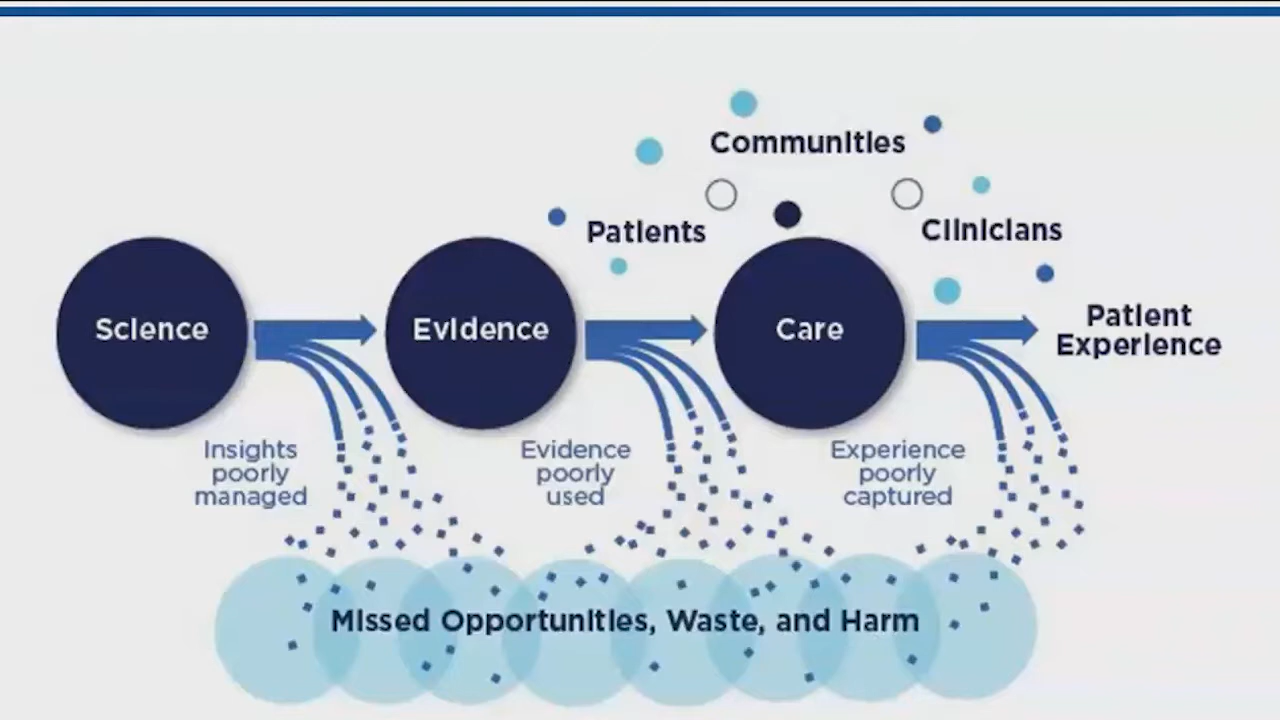 Communities
Patients
Clinicians
Science
Evidence
Care
Patient
Experience
Insights
poorly
managed
Evidence
poorly
used
Experience
poorly
captured
Missed Opportunities, Waste, and Harm